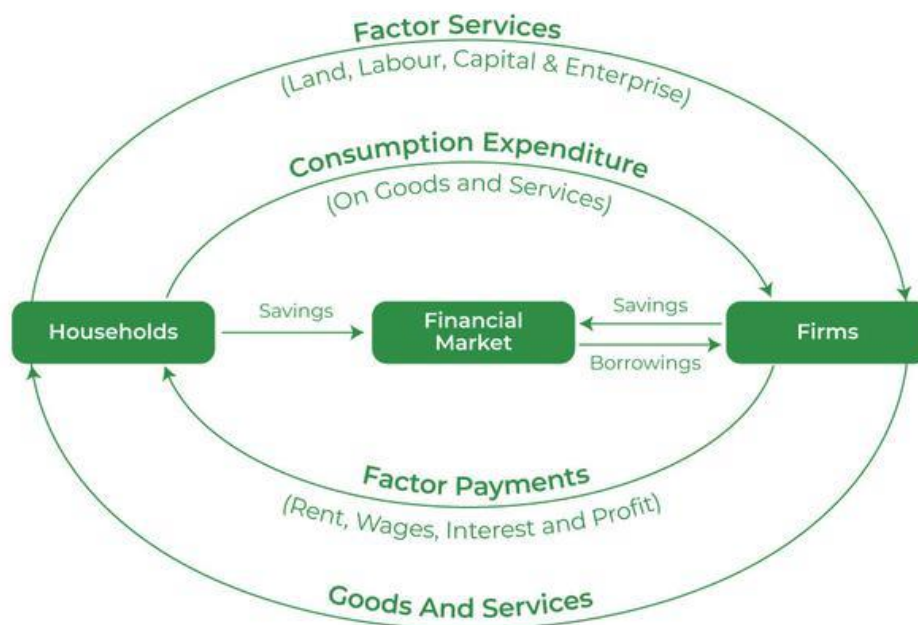 Factor Services
(Land, Labour, Capital & Enterprise)
Consumption Expenditure
(On Goods and Services)
Households
Savings
Financial
Market
Savings
Borrowings
Firms
Factor Payments
(Rent, Wages, Interest and Profit)
Goods And Services